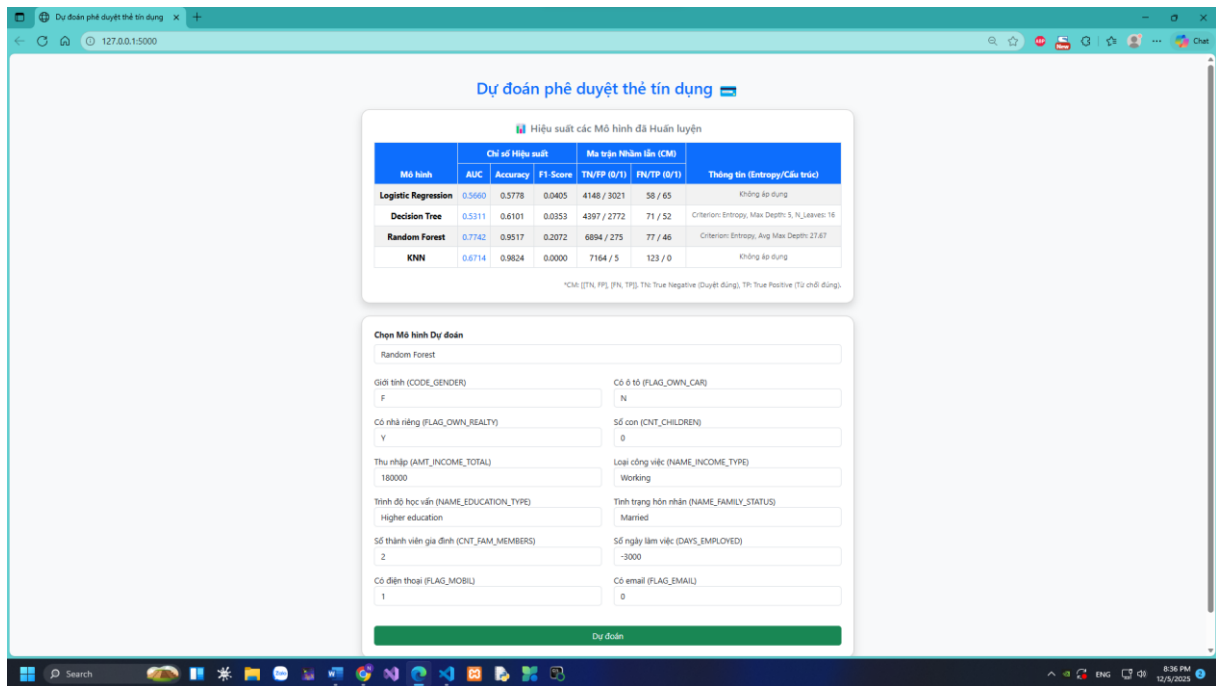 Dự đoán phê duyệt thẻ tín dụng
127.0.0.1:5000
Chat
Dự đoán phê duyệt thẻ tín dụng
Hiệu suất các Mô hình đã Huấn luyện
Mô hình Chỉ số Hiệu suất Ma trận Nhầm lẫn (CM) Thông tin (Entropy/Cấu trúc)
AUC Accuracy F1-Score TN/FP (0/1) FN/TP (0/1)
Logistic Regression 0.5660 0.5778 0.0405 4148 / 3021 58 / 65 Không áp dụng
Decision Tree 0.5311 0.6101 0.0353 4397 / 2772 71 / 52 Criterion: Entropy, Max Depth: 5, N_Leaves: 16
Random Forest 0.7742 0.9517 0.2072 6894 / 275 77 / 46 Criterion: Entropy, Avg Max Depth: 27.67
KNN 0.6714 0.9824 0.0000 7164 / 5 123 / 0 Không áp dụng
*CM: [[TN, FP], [FN, TP]]. TN: True Negative (Duyệt đúng), TP: True Positive (Từ chối đúng).
Chọn Mô hình Dự đoán
Random Forest
Giới tính (CODE_GENDER) Có ô tô (FLAG_OWN_CAR)
F N
Có nhà riêng (FLAG_OWN_REALTY) Số con (CNT_CHILDREN)
Y 0
Thu nhập (AMT_INCOME_TOTAL) Loại công việc (NAME_INCOME_TYPE)
180000 Working
Trình độ học vấn (NAME_EDUCATION_TYPE) Tình trạng hôn nhân (NAME_FAMILY_STATUS)
Higher education Married
Số thành viên gia đình (CNT_FAM_MEMBERS) Số ngày làm việc (DAYS_EMPLOYED)
2 -3000
Có điện thoại (FLAG_MOBIL) Có email (FLAG_EMAIL)
1 0
Dự đoán
Search
ENG
8:36 PM
12/5/2025